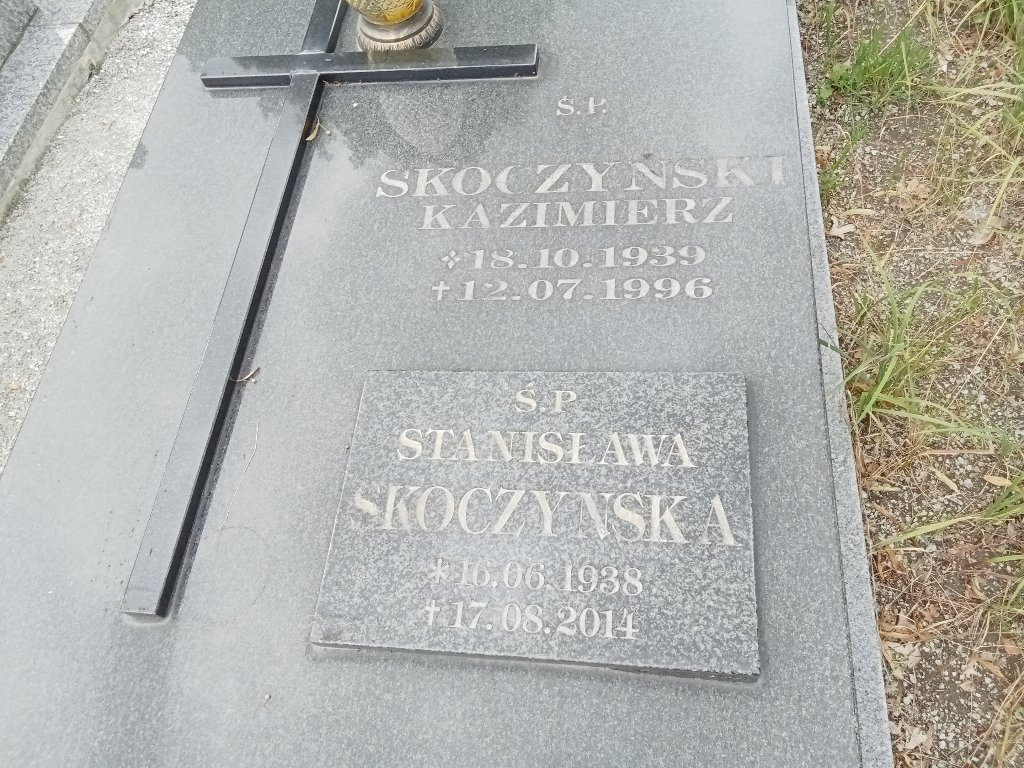 Ś.P.
SKOCZYŃSKI
KAZIMIERZ
18.10.1939
✝12.07.1996
Ś.P.
STANISŁAWA
SKOCZYŃSKA
*16.06.1938
✝17.08.2014